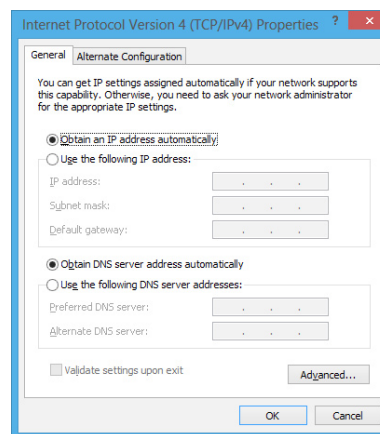 Internet Protocol Version 4 (TCP/IPv4) Properties ? ×
General Alternate Configuration
You can get IP settings assigned automatically if your network supports
this capability. Otherwise, you need to ask your network administrator
for the appropriate IP settings.
Obtain an IP address automatically
Use the following IP address:
IP address: . . .
Subnet mask: . . .
Default gateway: . . .
Obtain DNS server address automatically
Use the following DNS server addresses:
Preferred DNS server: . . .
Alternate DNS server: . . .
Validate settings upon exit
Advanced...
OK Cancel